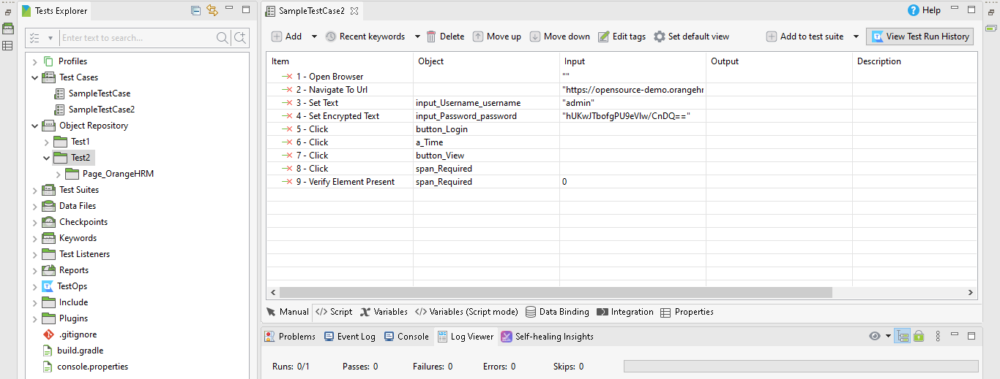 Tests Explorer
Enter text to search...
Profiles
Test Cases
SampleTestCase
SampleTestCase2
Object Repository
Test1
Test2
Page_OrangeHRM
Test Suites
Data Files
Checkpoints
Keywords
Test Listeners
Reports
TestOps
Include
Plugins
.gitignore
build.gradle
console.properties
SampleTestCase2
Help
Add Recent keywords Delete Move up Move down Edit tags Set default view Add to test suite View Test Run History
Item Object Input Output Description
1 - Open Browser ""
2 - Navigate To Url "https://opensource-demo.orangehr
3 - Set Text input_Username_username "admin"
4 - Set Encrypted Text input_Password_password "hUKwJTbofgPU9eVlw/CnDQ=="
5 - Click button_Login
6 - Click a_Time
7 - Click button_View
8 - Click span_Required
9 - Verify Element Present span_Required 0
Manual </> Script Variables </> Variables (Script mode) Data Binding Integration Properties
Problems Event Log Console Log Viewer Self-healing Insights
Runs: 0/1 Passes: 0 Failures: 0 Errors: 0 Skips: 0